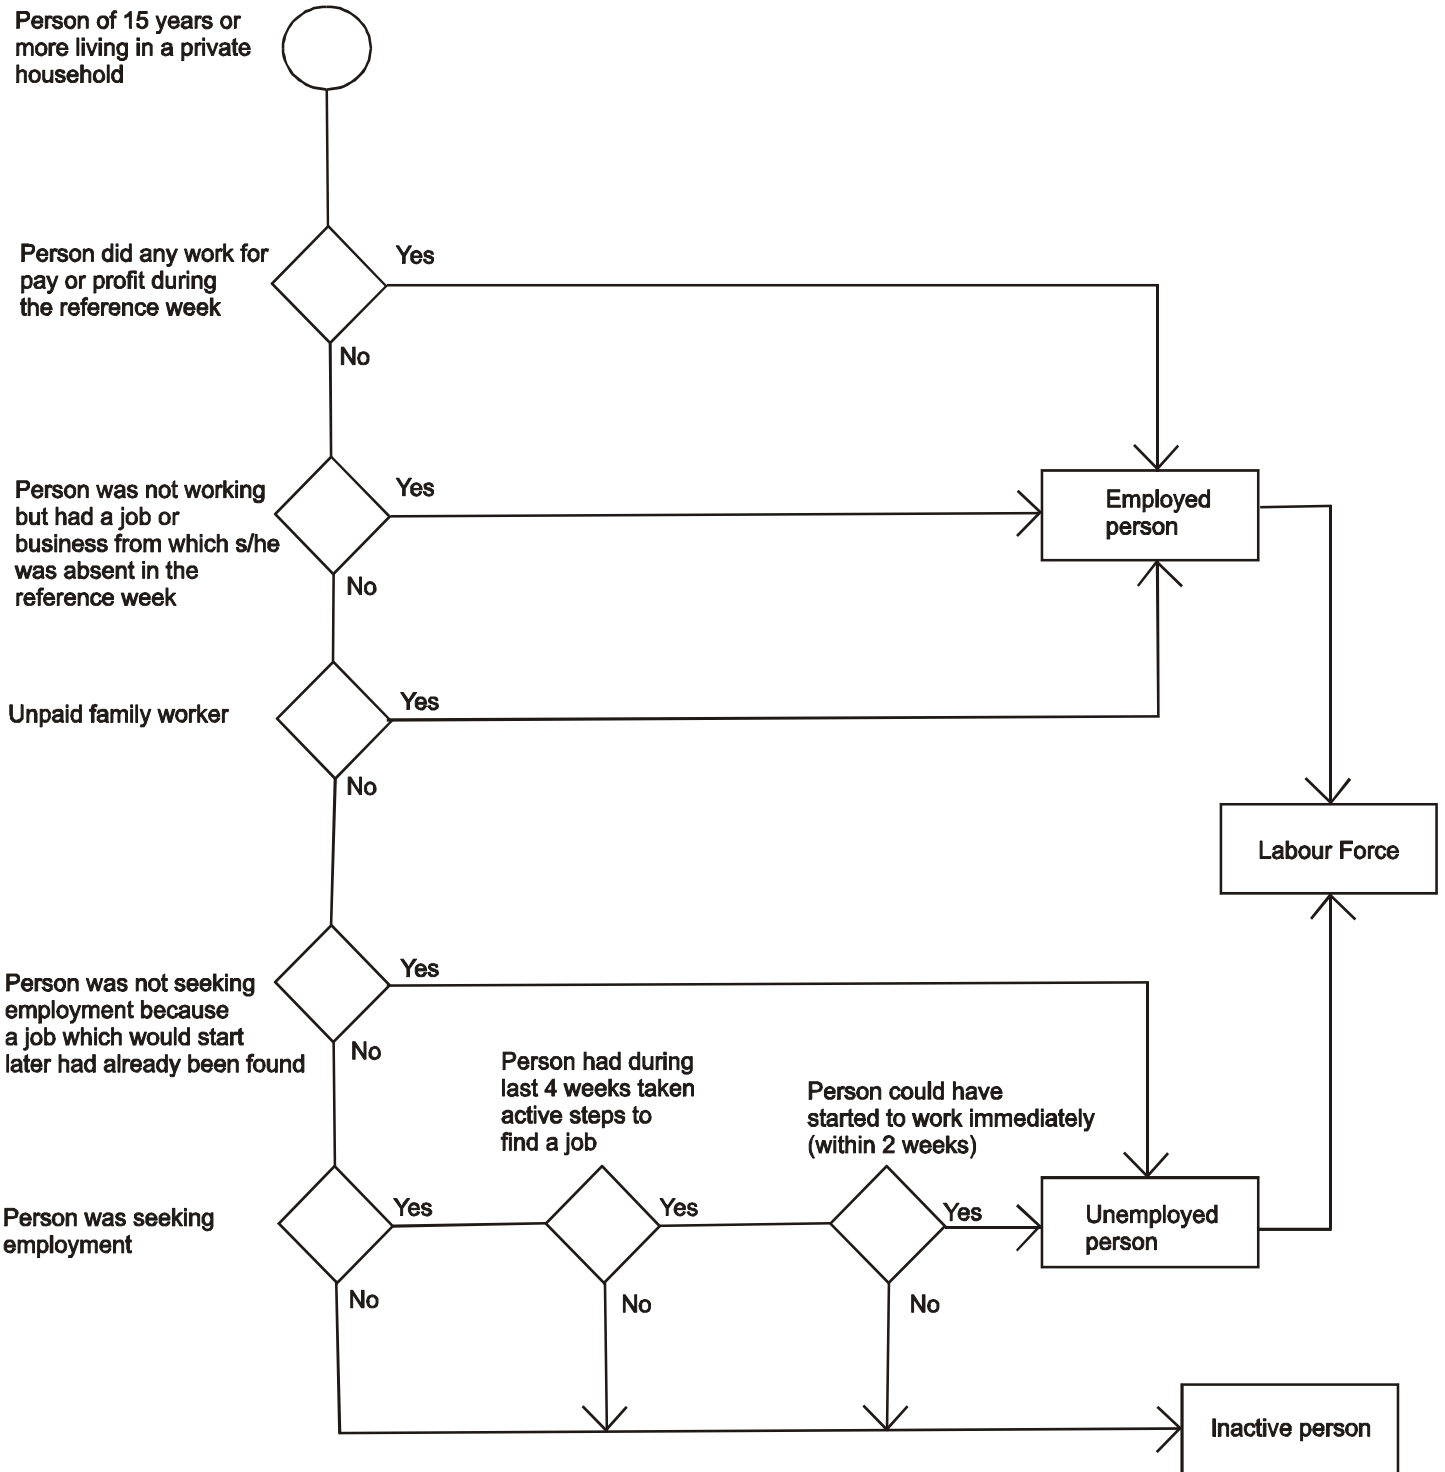 Person of 15 years or
more living in a private
household
Person did any work for
pay or profit during
the reference week
Yes
No
Person was not working
but had a job or
business from which s/he
was absent in the
reference week
Yes
No
Employed
person
Unpaid family worker
Yes
No
Labour Force
Person was not seeking
employment because
a job which would start
later had already been found
Yes
No
Person had during
last 4 weeks taken
active steps to
find a job
Person could have
started to work immediately
(within 2 weeks)
Person was seeking
employment
Yes
Yes
Yes
Unemployed
person
No
No
No
Inactive person